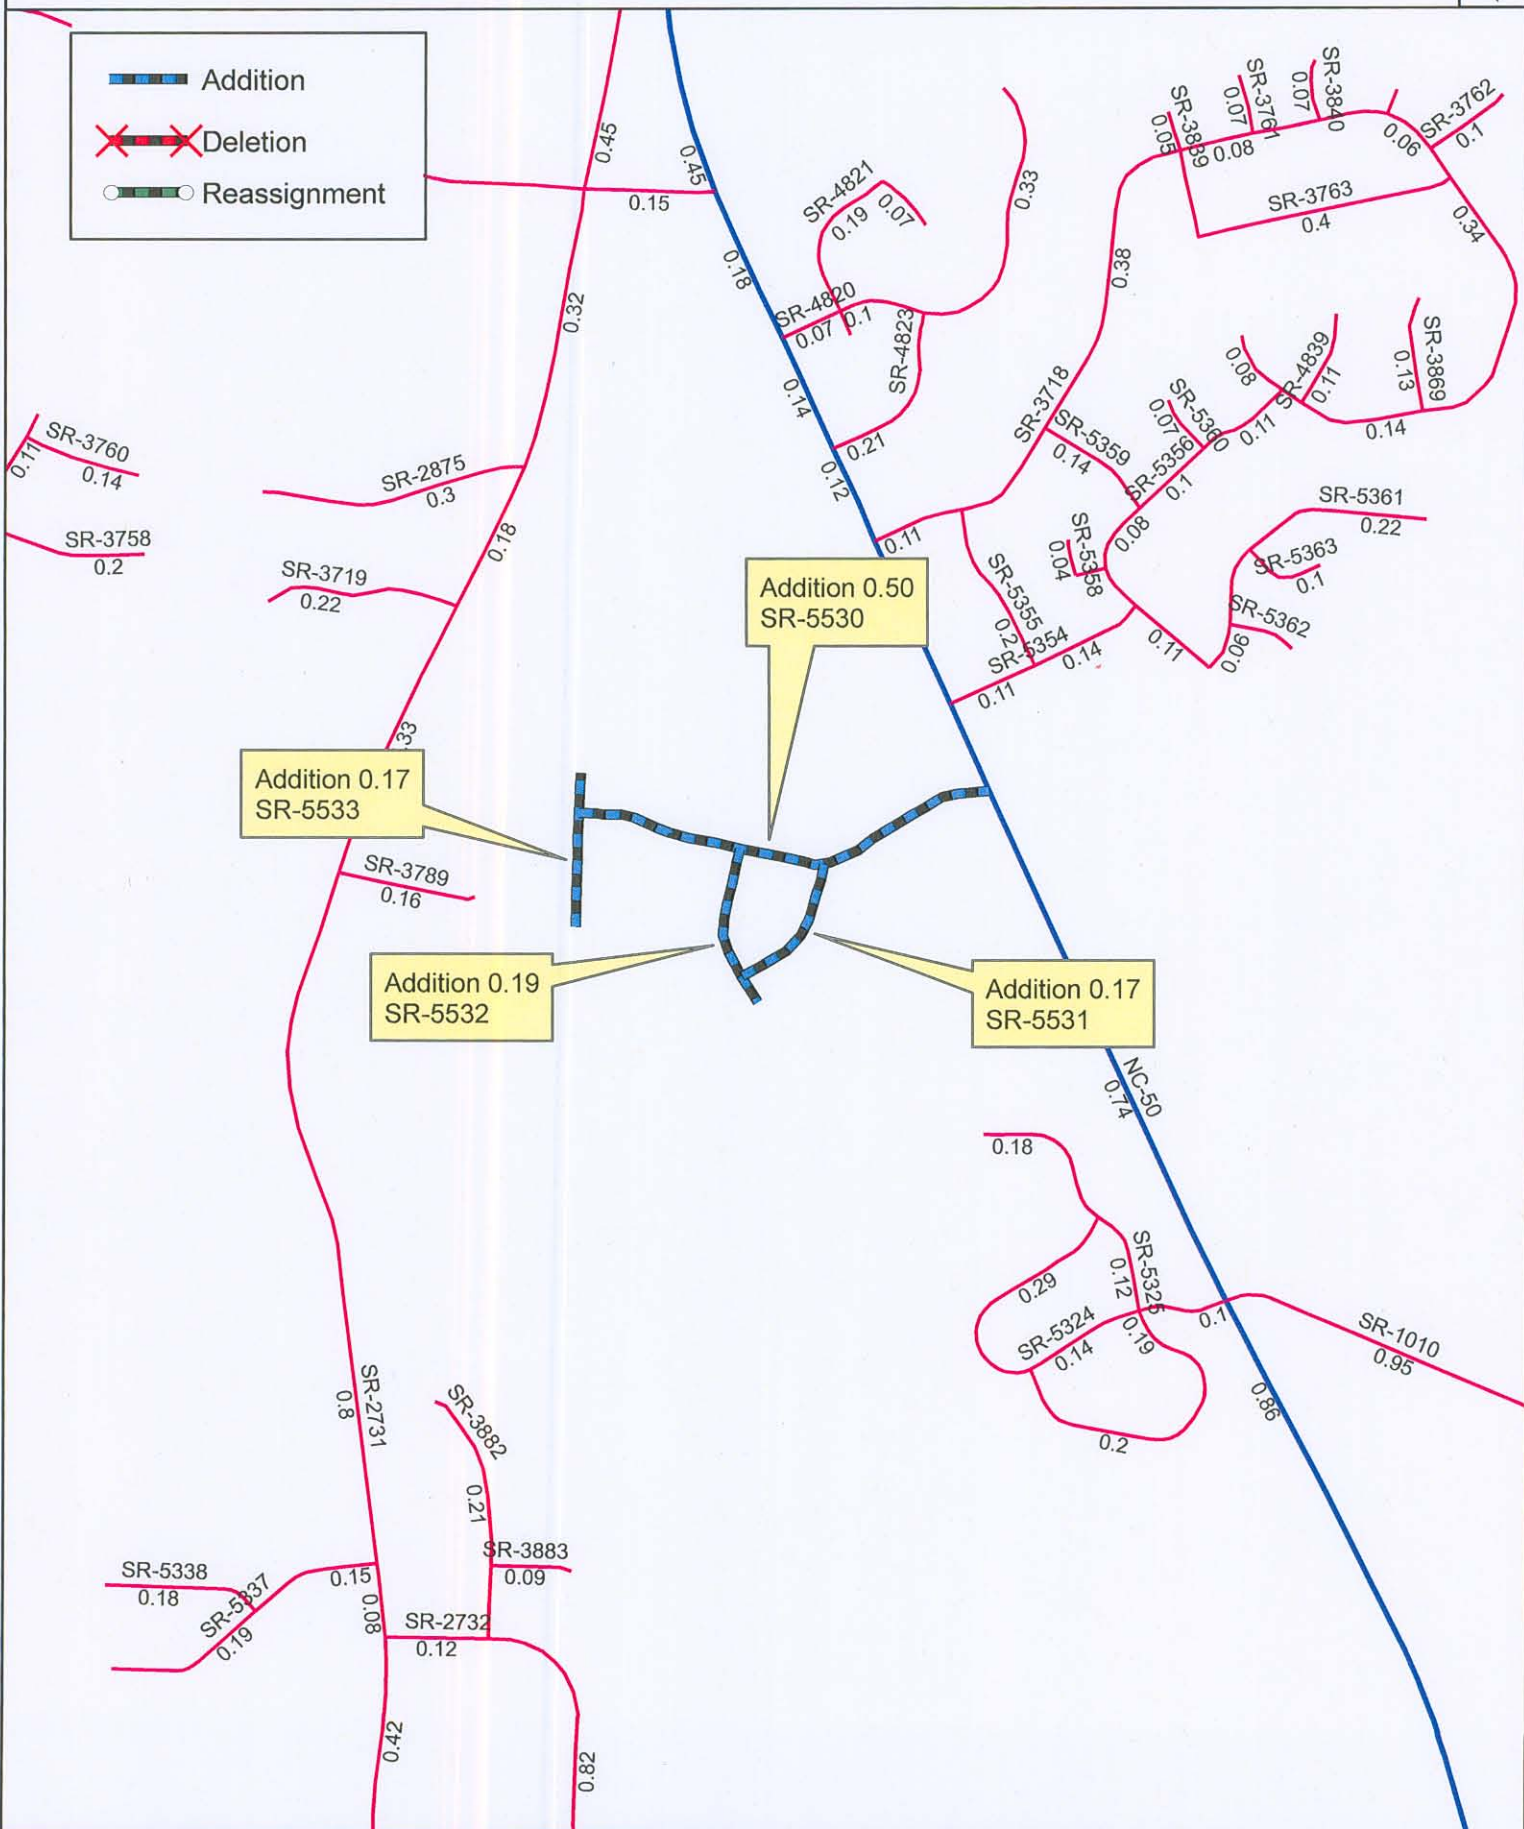 Addition
Deletion
Reassignment
0.45
0.45
0.15
0.18
0.32
SR-4821
0.19
0.07
0.33
SR-4820
0.07
0.1
SR-4823
0.14
0.21
0.12
SR-3839
0.05
SR-3761
0.07
SR-3840
0.07
0.08
0.06
SR-3762
0.1
SR-3763
0.4
0.34
0.38
SR-3718
0.11
SR-5359
0.14
SR-5360
0.07
SR-5356
0.1
0.11
0.08
SR-4839
0.11
SR-3869
0.13
0.14
0.08
SR-5358
0.04
SR-5361
0.22
SR-5363
0.1
SR-5362
0.06
SR-5355
0.2
SR-5354
0.14
0.11
0.11
SR-3760
0.14
0.11
SR-3758
0.2
SR-2875
0.3
0.18
SR-3719
0.22
.33
Addition 0.50
SR-5530
Addition 0.17
SR-5533
SR-3789
0.16
Addition 0.19
SR-5532
Addition 0.17
SR-5531
NC-50
0.74
0.18
0.29
SR-5325
0.12
SR-5324
0.14
0.19
0.1
0.2
SR-1010
0.95
0.86
SR-2731
0.8
SR-3882
0.21
SR-3883
0.09
SR-5338
0.18
SR-5337
0.19
0.15
0.08
SR-2732
0.12
0.42
0.82